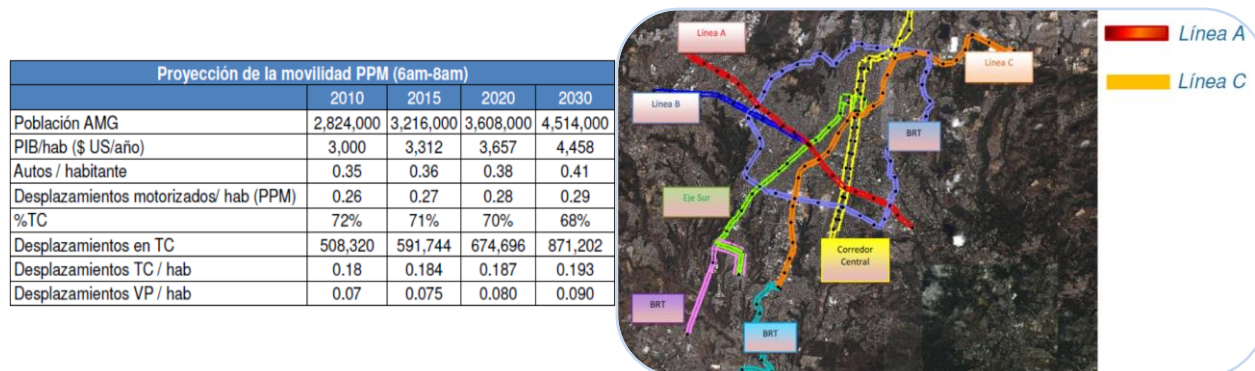 Proyección de la movilidad PPM (6am-8am)
2010 2015 2020 2030
Población AMG 2,824,000 3,216,000 3,608,000 4,514,000
PIB/hab ($ US/año) 3,000 3,312 3,657 4,458
Autos / habitante 0.35 0.36 0.38 0.41
Desplazamientos motorizados/ hab (PPM) 0.26 0.27 0.28 0.29
%TC 72% 71% 70% 68%
Desplazamientos en TC 508,320 591,744 674,696 871,202
Desplazamientos TC / hab 0.18 0.184 0.187 0.193
Desplazamientos VP / hab 0.07 0.075 0.080 0.090
Línea A
Línea B
Línea C
BRT
Eje Sur
Corredor
Central
BRT
BRT
Línea A
Línea C